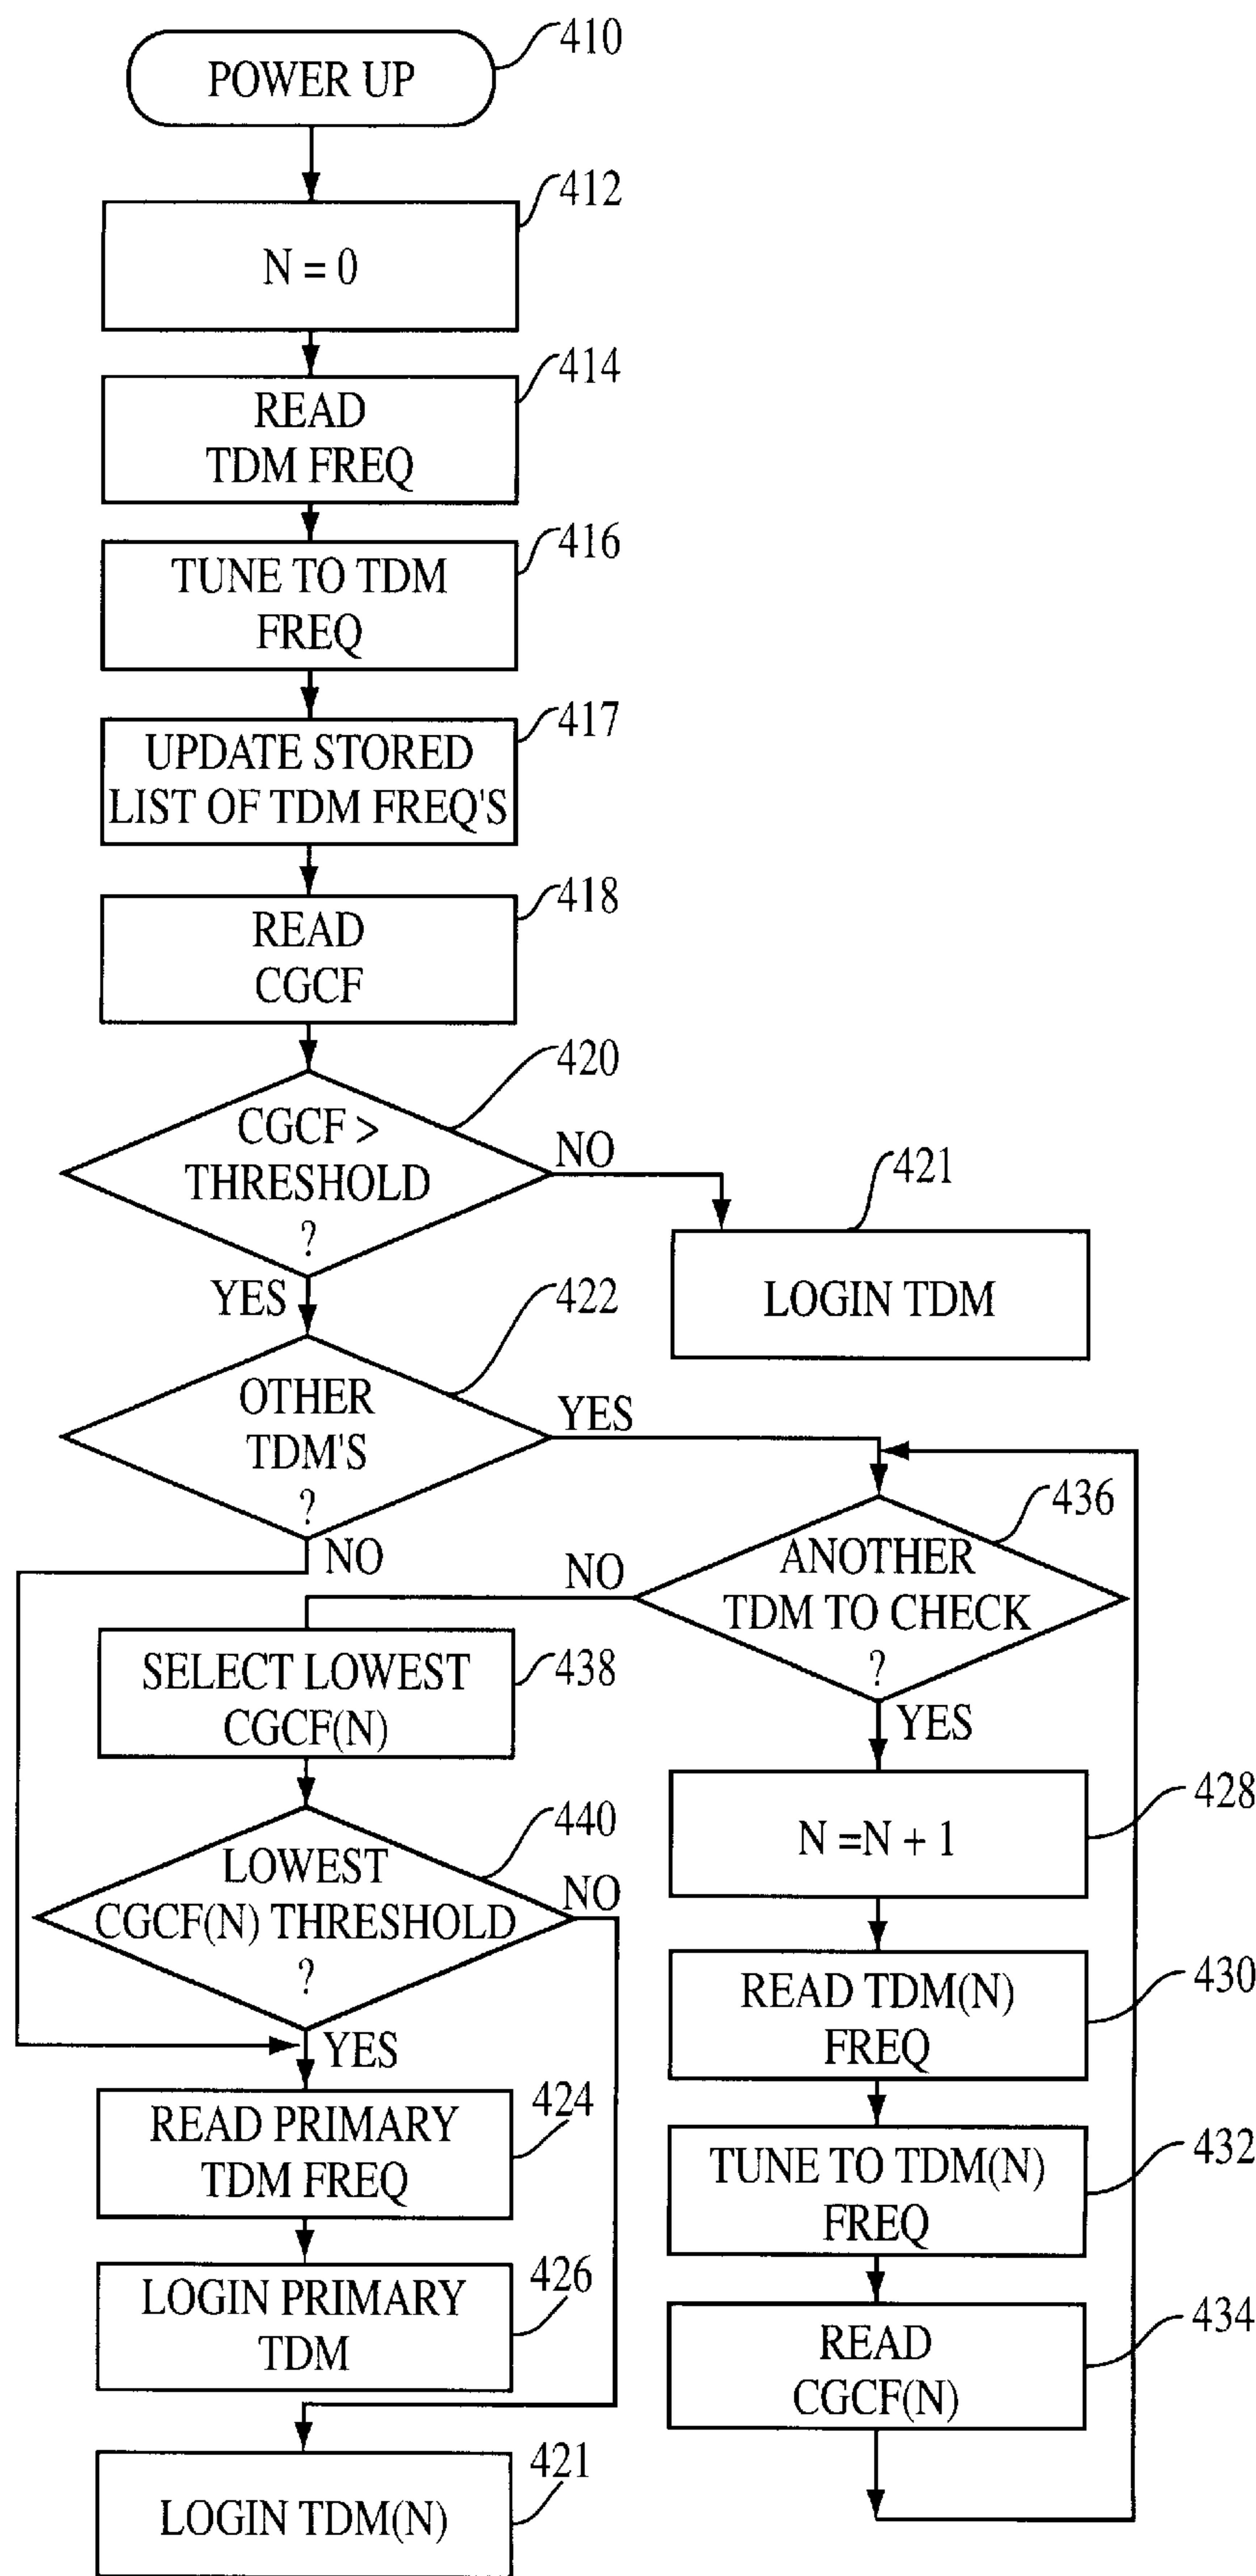 POWER UP
410
N = 0
412
READ
TDM FREQ
414
TUNE TO TDM
FREQ
416
UPDATE STORED
LIST OF TDM FREQ'S
417
READ
CGCF
418
CGCF >
THRESHOLD
?
420
NO
421
LOGIN TDM
YES
OTHER
TDM'S
?
422
YES
NO
ANOTHER
TDM TO CHECK
?
436
NO
YES
SELECT LOWEST
CGCF(N)
438
LOWEST
CGCF(N) THRESHOLD
?
440
NO
YES
READ PRIMARY
TDM FREQ
424
LOGIN PRIMARY
TDM
426
LOGIN TDM(N)
421
N =N + 1
428
READ TDM(N)
FREQ
430
TUNE TO TDM(N)
FREQ
432
READ
CGCF(N)
434